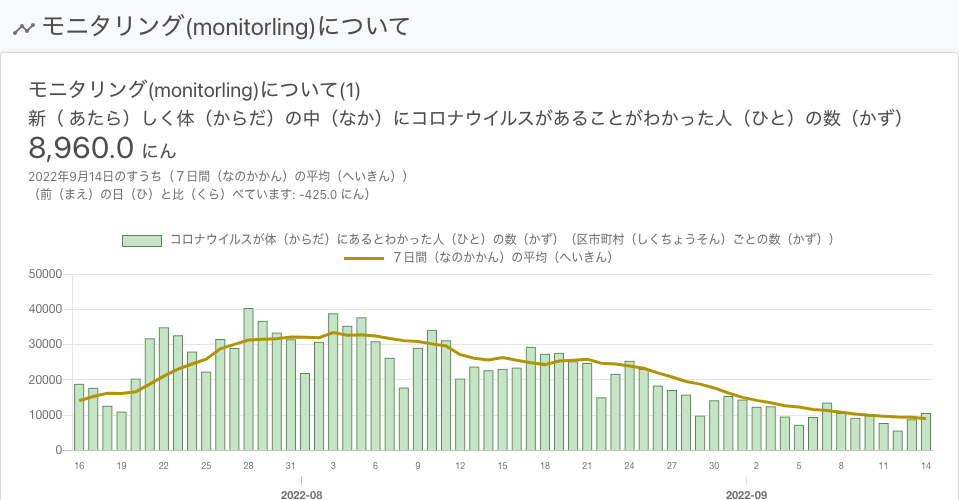 モニタリング(monitorling)について
モニタリング(monitorling)について(1)
新（ あたら）しく体（からだ）の中（なか）にコロナウイルスがあることがわかった人（ひと）の数（かず）
8,960.0 にん
2022年9月14日のすうち（７日間（なのかかん）の平均（へいきん））
（前（まえ）の日（ひ）と比（くら）べています: -425.0 にん）
コロナウイルスが体（からだ）にあるとわかった人（ひと）の数（かず）（区市町村（しくちょうそん）ごとの数（かず））
７日間（なのかかん）の平均（へいきん）
50000
40000
30000
20000
10000
0
16 19 22 25 28 31 3 6 9 12 15 18 21 24 27 30 2 5 8 11 14
2022-08 2022-09